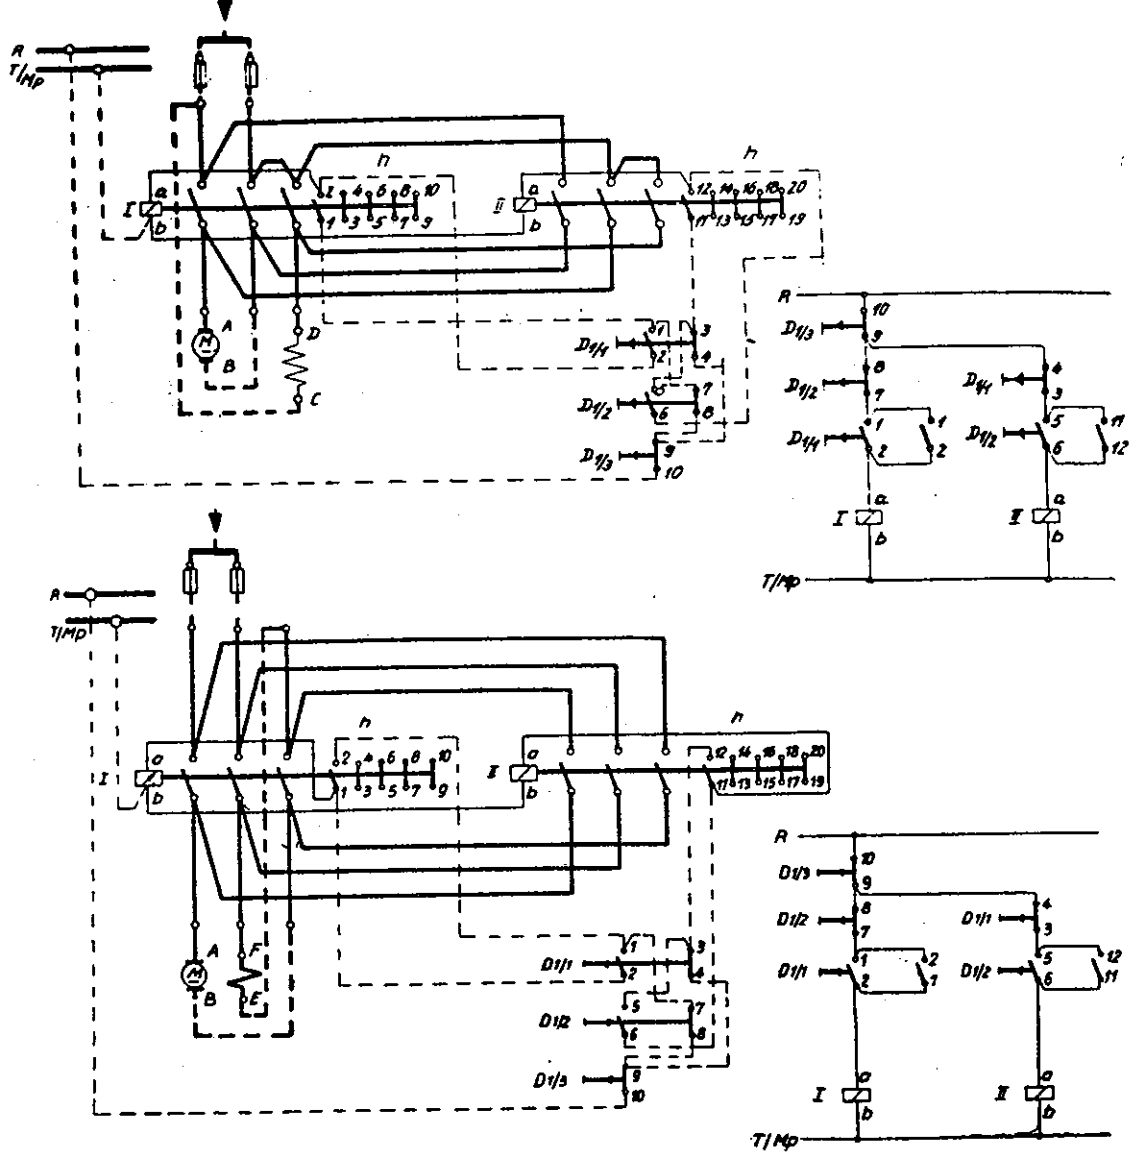 R
T/Mp
h
h
a
1 4 6 8 10
a
12 14 16 18 20
I
II
b
1 3 5 7 9
b
11 13 15 17 19
R
10
A
D
1 3
D1/1
D1/3
9
M
2 4
8
4
B
D1/2
D1/1
5 7
7
3
C
D1/2
1 1
5 11
6 8
D1/1
D1/2
9
2 2
6 12
D1/3
10
a
a
I
II
b
b
T/Mp
R
T/Mp
h
h
a
2 4 6 8 10
a
12 14 16 18 20
I
II
b
1 3 5 7 9
b
11 13 15 17 19
R
10
D1/3
9
8
4
A
F
1 3
D1/2
D1/1
7
3
M
D1/1
1 2
5 12
B
E
2 4
D1/1
D1/2
2 1
6 11
5 7
D1/2
6 8
D1/3
9
a
a
10
I
II
b
b
T/Mp